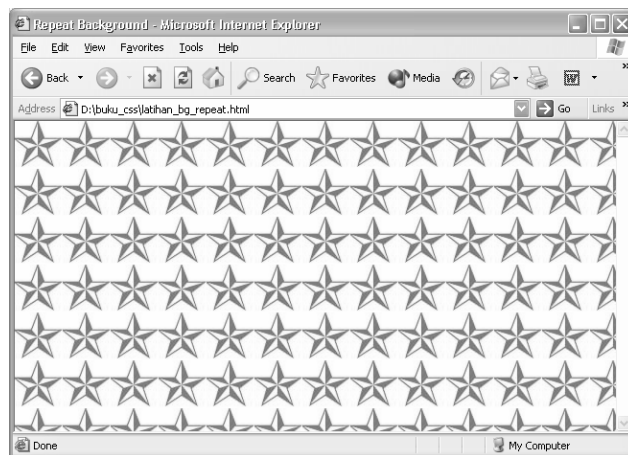 Repeat Background - Microsoft Internet Explorer
File Edit View Favorites Tools Help
Back Search Favorites Media W »
Address D:\buku_css\latihan_bg_repeat.html Go Links »
Done My Computer